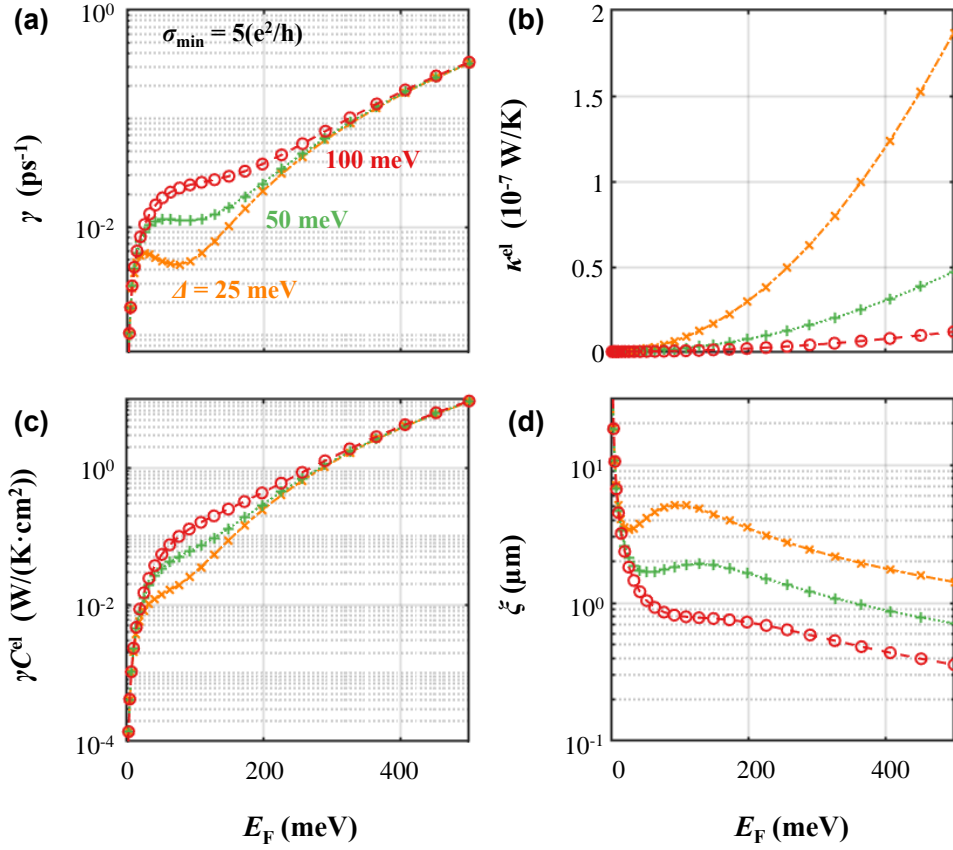 (a)
σmin = 5(e²/h)
10⁰
10⁻²
γ (ps⁻¹)
100 meV
50 meV
Δ = 25 meV
(b)
2
1.5
1
0.5
0
κᵉˡ (10⁻⁷ W/K)
(c)
10⁰
10⁻²
10⁻⁴
γCᵉˡ (W/(K·cm²))
0
200
400
E_F (meV)
(d)
10¹
10⁰
10⁻¹
ξ (μm)
0
200
400
E_F (meV)